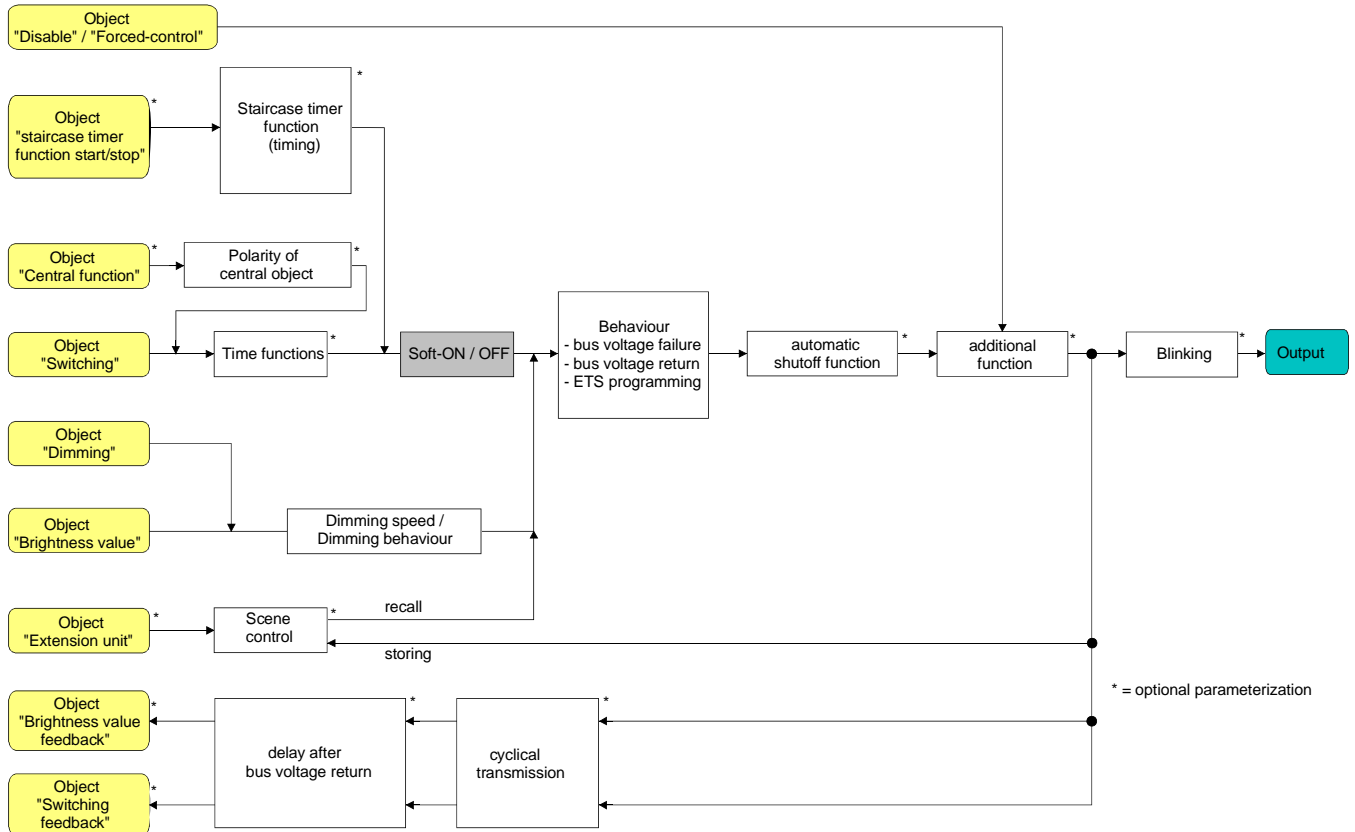 Object
"Disable" / "Forced-control"
*
Object
"staircase timer
function start/stop"
*
Staircase timer
function
(timing)
Object
"Central function"
*
Polarity of
central object
*
Object
"Switching"
Time functions
*
Soft-ON / OFF
Behaviour
- bus voltage failure
- bus voltage return
- ETS programming
automatic
shutoff function
*
additional
function
*
Blinking
*
Output
Object
"Dimming"
Object
"Brightness value"
Dimming speed /
Dimming behaviour
Object
"Extension unit"
*
Scene
control
*
recall
storing
* = optional parameterization
Object
"Brightness value
feedback"
*
delay after
bus voltage return
*
cyclical
transmission
*
Object
"Switching
feedback"
*